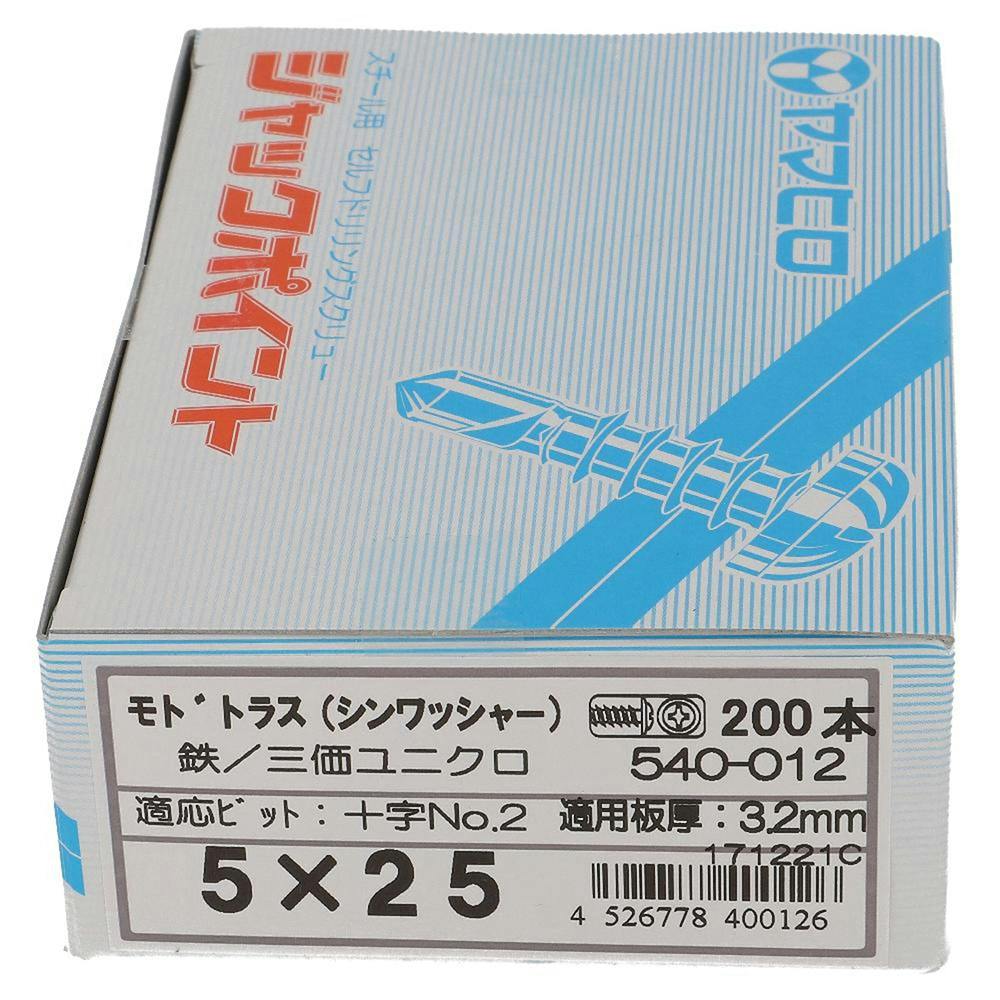 ヤマヒロ
スチール用 セルフドリリングスクリュー
ジャックポイント
モドトラス(シンワッシャー) 200本
鉄/三価ユニクロ 540-012
適応ビット:十字No.2 適用板厚:3.2mm
171221C
5×25
4 526778 400126